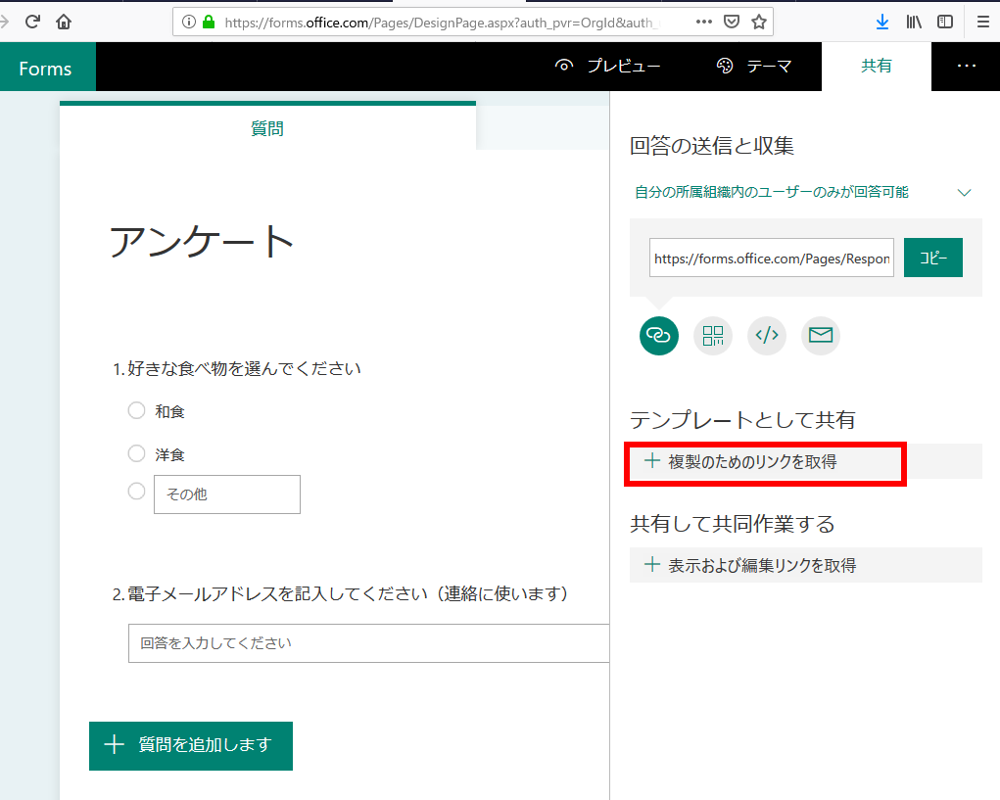 https://forms.office.com/Pages/DesignPage.aspx?auth_pvr=OrgId&auth_
Forms
プレビュー
テーマ
共有
質問
アンケート
1. 好きな食べ物を選んでください
和食
洋食
その他
2. 電子メールアドレスを記入してください（連絡に使います）
回答を入力してください
質問を追加します
回答の送信と収集
自分の所属組織内のユーザーのみが回答可能
https://forms.office.com/Pages/Respon
コピー
テンプレートとして共有
複製のためのリンクを取得
共有して共同作業する
表示および編集リンクを取得